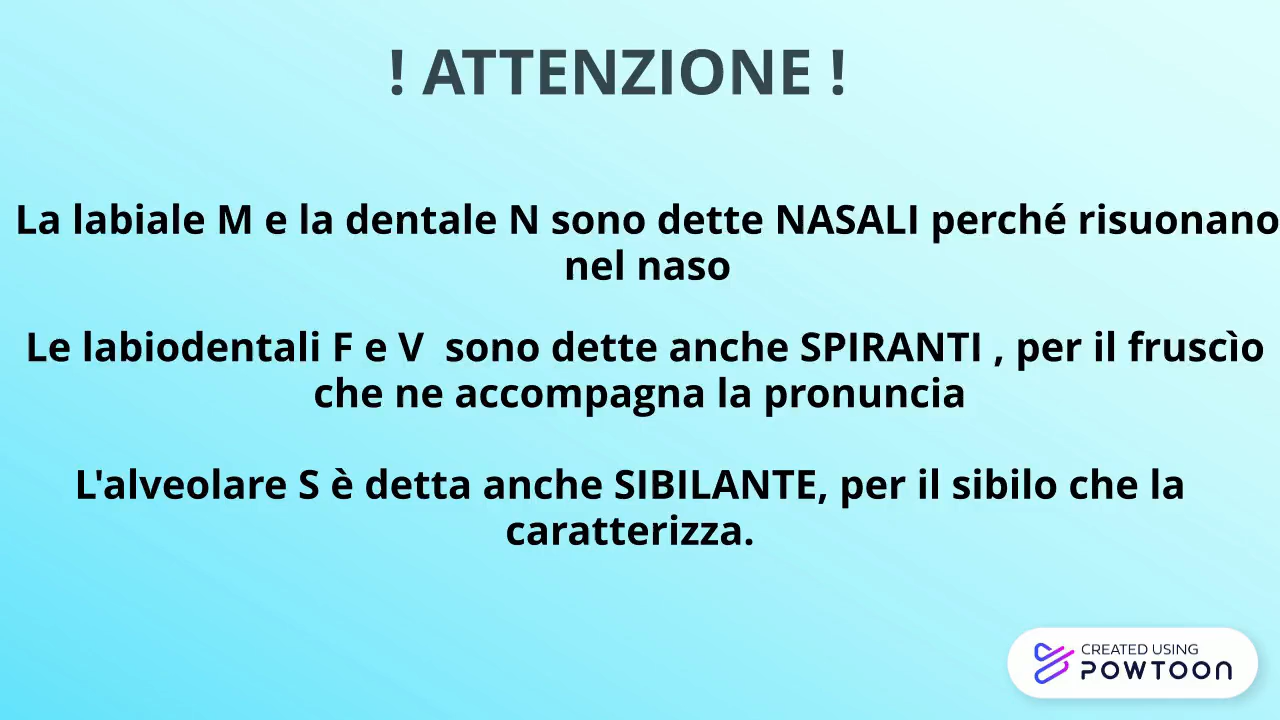 ! ATTENZIONE !
La labiale M e la dentale N sono dette NASALI perché risuonano
nel naso
Le labiodentali F e V  sono dette anche SPIRANTI , per il fruscìo
che ne accompagna la pronuncia
L'alveolare S è detta anche SIBILANTE, per il sibilo che la
caratterizza.
CREATED USING
POWTOON